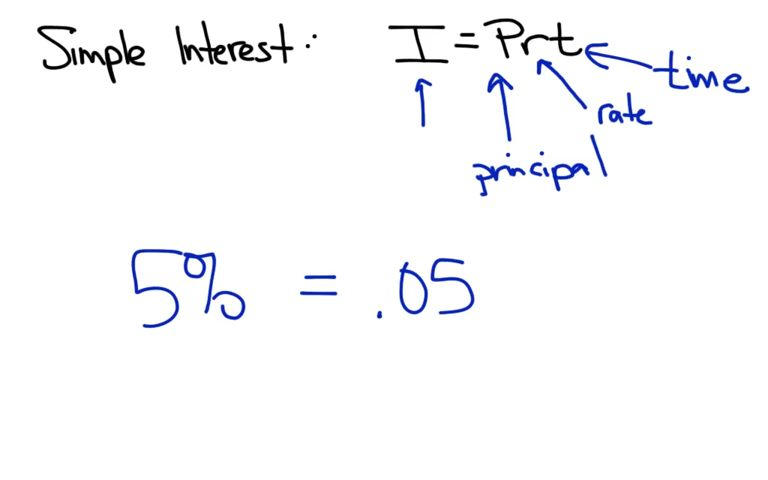 Simple Interest: I = Prt
time
rate
principal
5% = .05